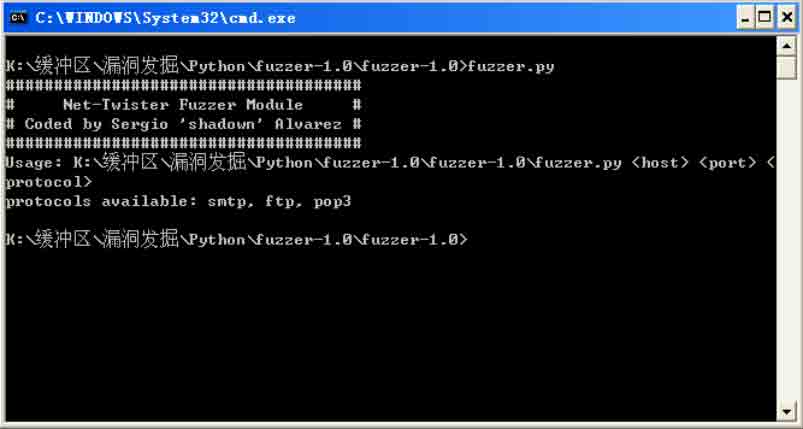 C:\WINDOWS\System32\cmd.exe
K:\缓冲区\漏洞发掘\Python\fuzzer-1.0\fuzzer-1.0>fuzzer.py
#####################################
#     Net-Twister Fuzzer Module     #
# Coded by Sergio 'shadown' Alvarez #
#####################################
Usage: K:\缓冲区\漏洞发掘\Python\fuzzer-1.0\fuzzer-1.0\fuzzer.py <host> <port> <
protocol>
protocols available: smtp, ftp, pop3
K:\缓冲区\漏洞发掘\Python\fuzzer-1.0\fuzzer-1.0>